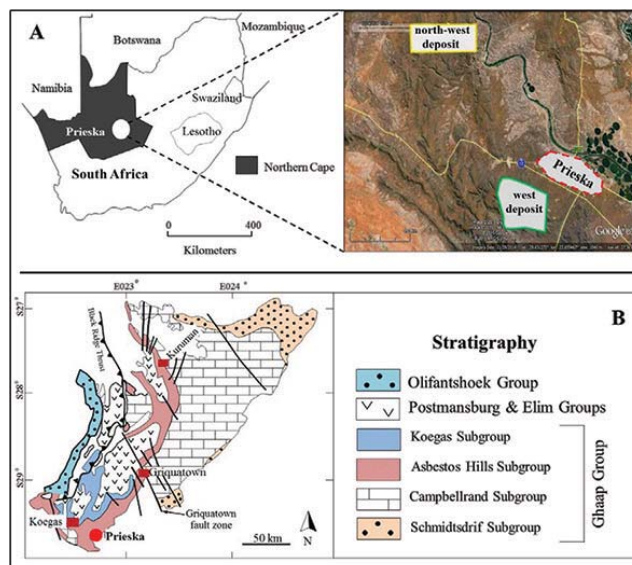 A
Mozambique
Botswana
Namibia
Swaziland
Prieska
Lesotho
South Africa
Northern Cape
0
400
Kilometers
north-west
deposit
Prieska
west
deposit
B
E023°
E024°
S27°
S28°
S29°
Black Ridge Thrust
Kuruman
Griquatown
Koegas
Prieska
Griquatown
fault zone
50 km
N
Stratigraphy
Olifantshoek Group
Postmansburg & Elim Groups
Koegas Subgroup
Asbestos Hills Subgroup
Campbellrand Subgroup
Schmidtsdrif Subgroup
Ghaap Group